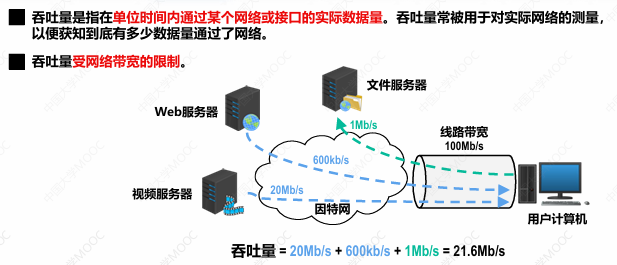 吞吐量是指在单位时间内通过某个网络或接口的实际数据量。吞吐量常被用于对实际网络的测量，
以便获知到底有多少数据量通过了网络。
吞吐量受网络带宽的限制。
文件服务器
Web服务器
1Mb/s
线路带宽
100Mb/s
600kb/s
视频服务器
20Mb/s
因特网
用户计算机
吞吐量 = 20Mb/s + 600kb/s + 1Mb/s = 21.6Mb/s